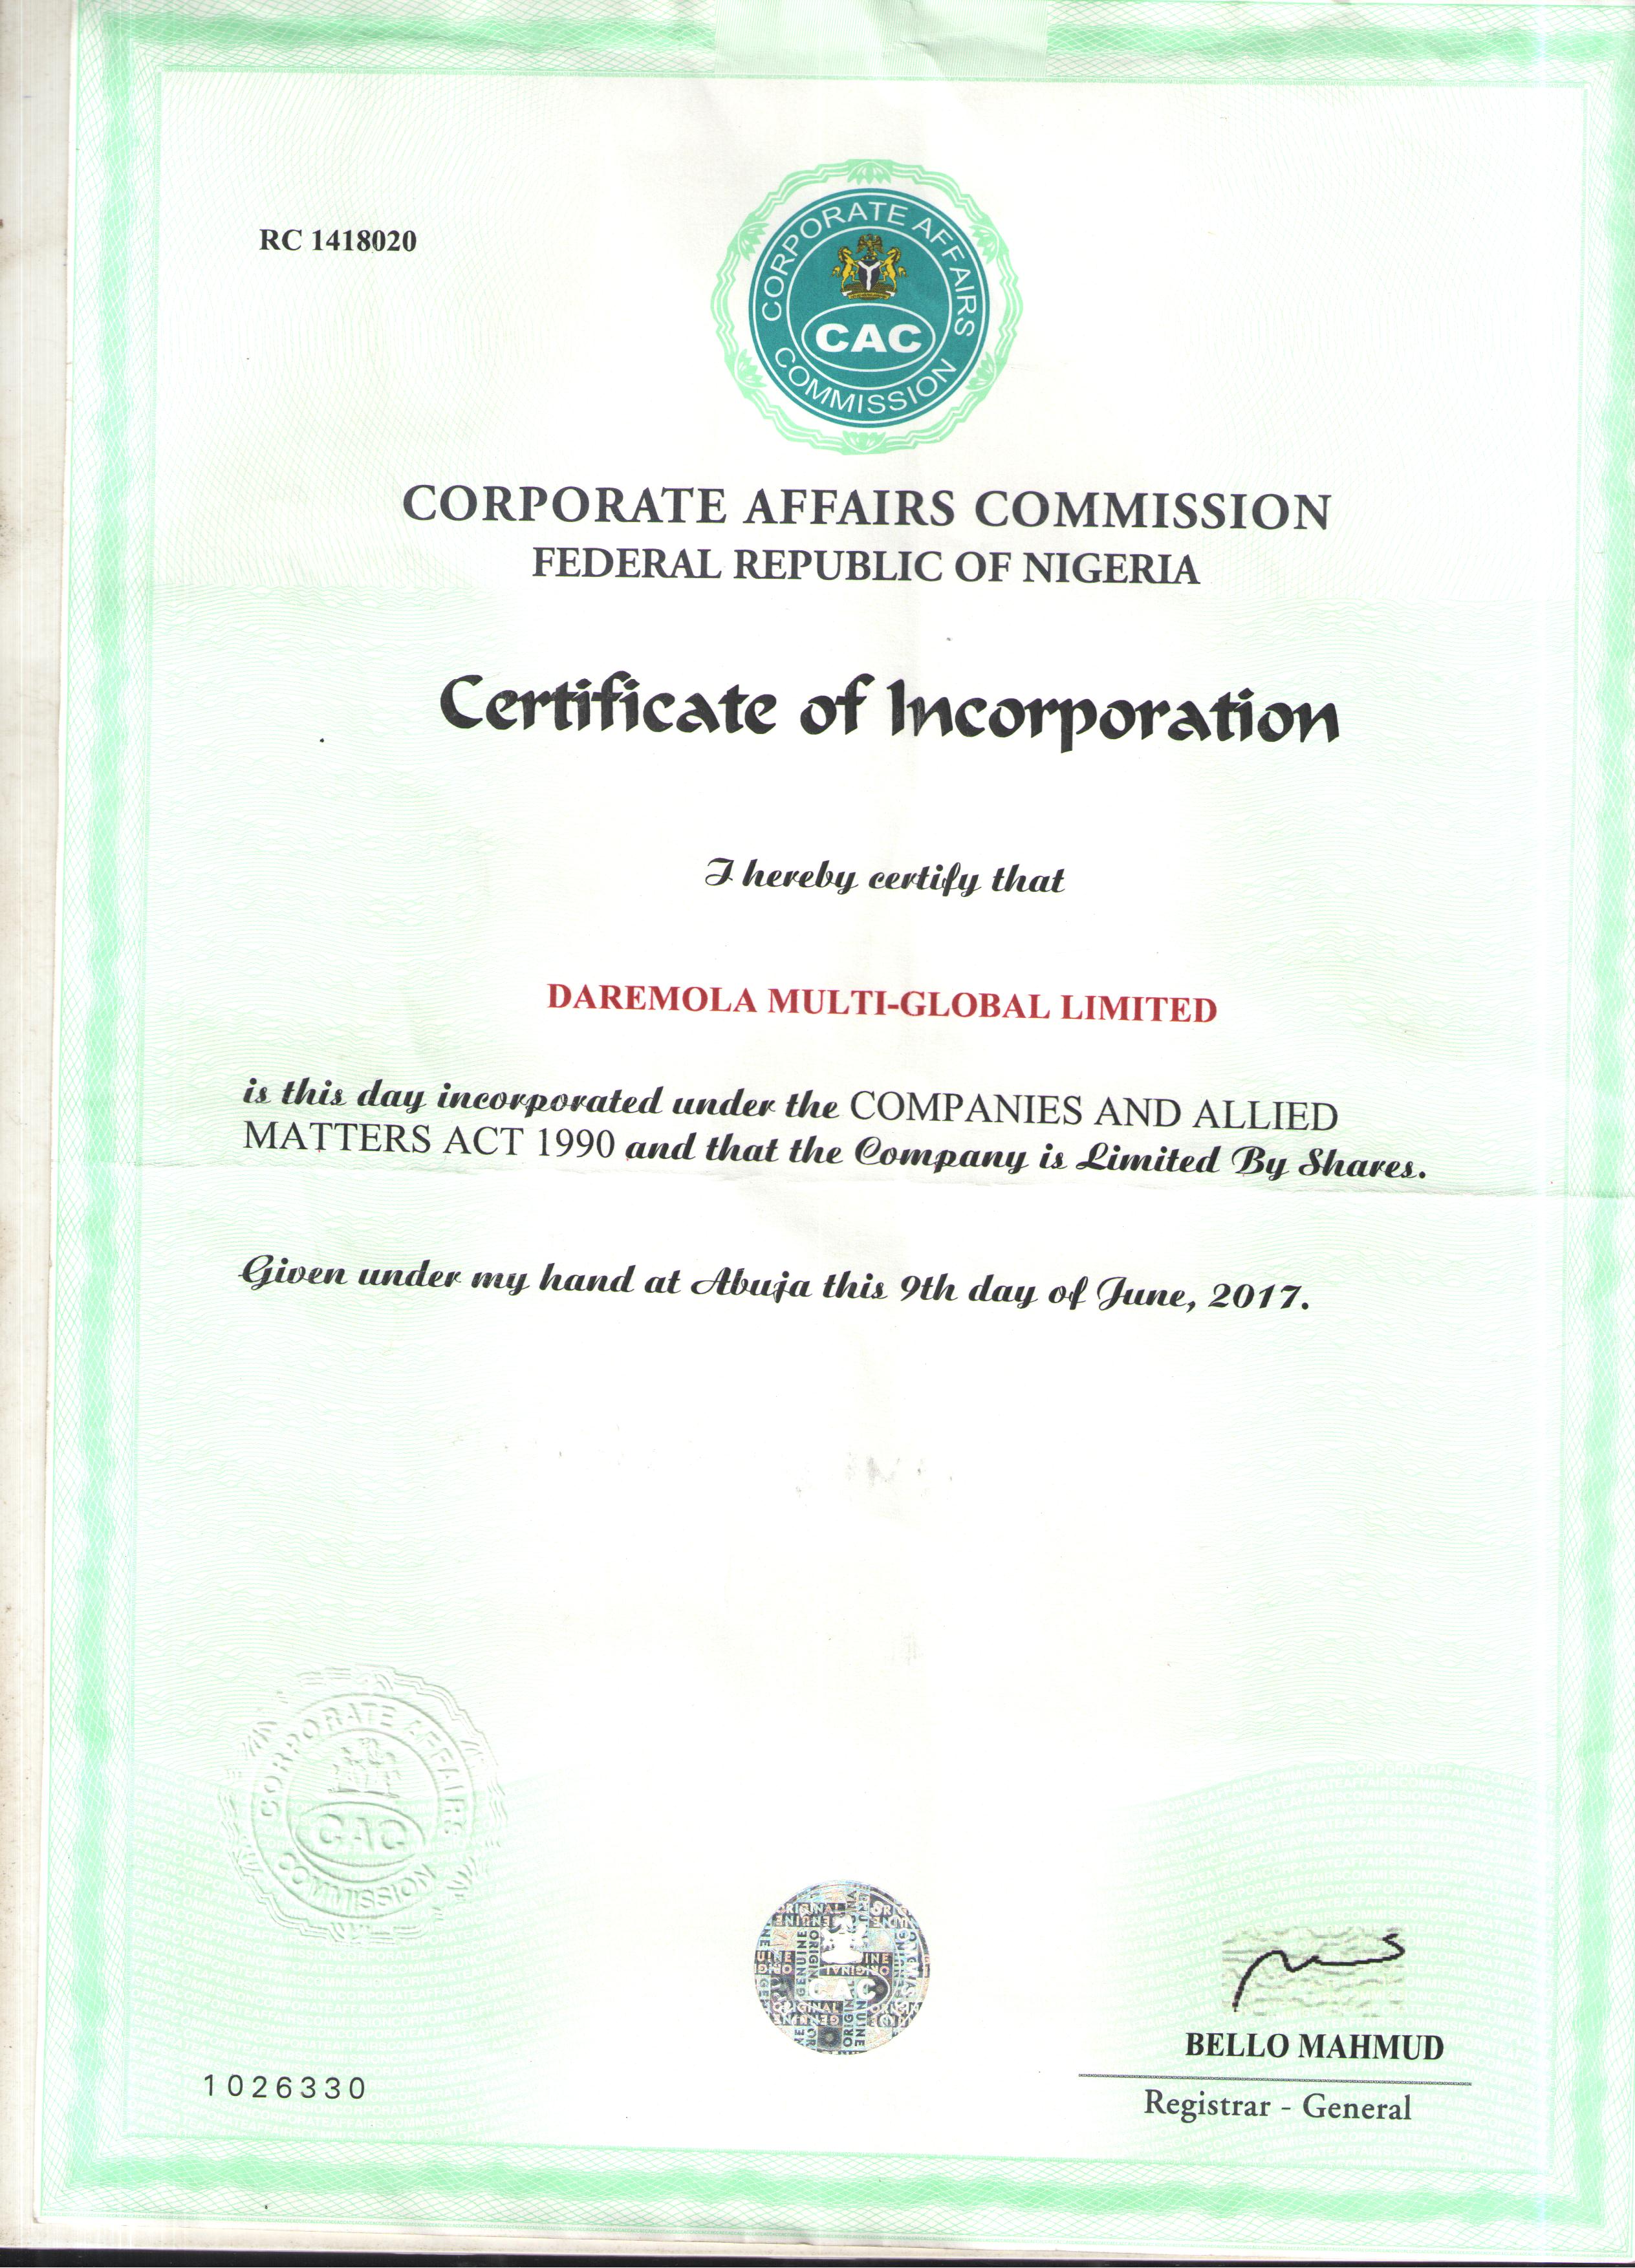 RC 1418020
CORPORATE AFFAIRS COMMISSION
CAC
CORPORATE AFFAIRS COMMISSION
FEDERAL REPUBLIC OF NIGERIA
Certificate of Incorporation
I hereby certify that
DAREMOLA MULTI-GLOBAL LIMITED
is this day incorporated under the COMPANIES AND ALLIED
MATTERS ACT 1990 and that the Company is Limited By Shares.
Given under my hand at Abuja this 9th day of June, 2017.
CORPORATE AFFAIRS COMMISSION
CAC
ORIGINAL
GENUINE
CAC
BELLO MAHMUD
Registrar - General
1026330